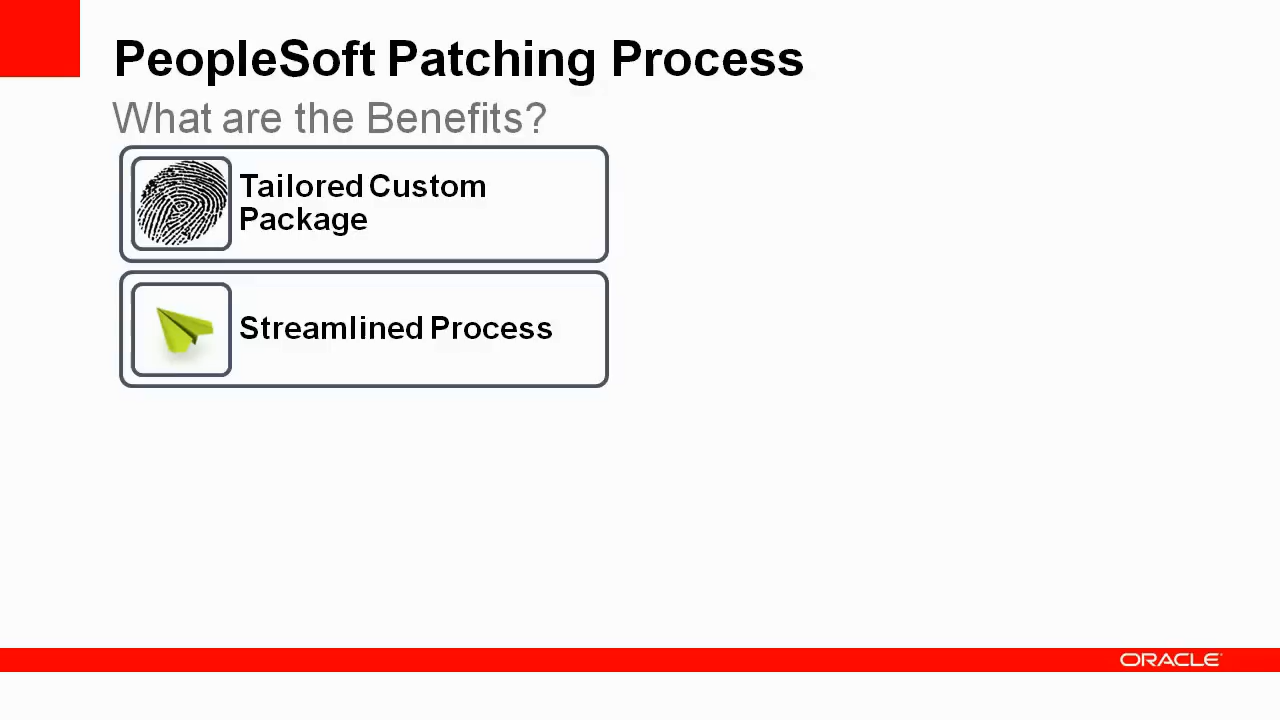 PeopleSoft Patching Process
What are the Benefits?
Tailored Custom
Package
Streamlined Process
ORACLE